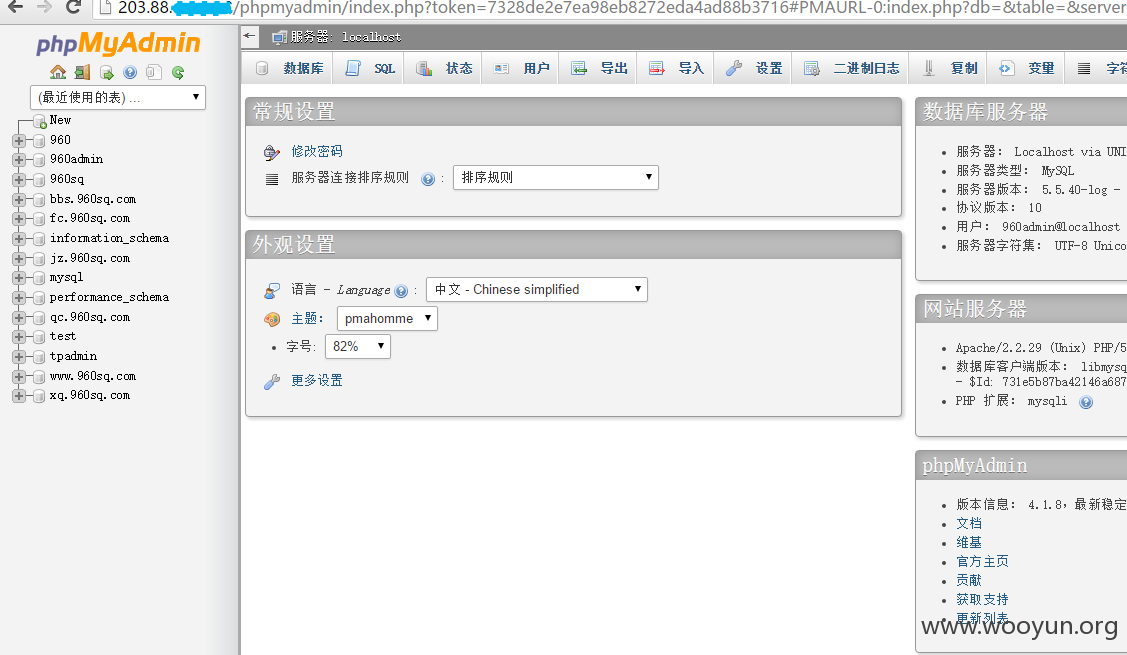 203.88. /phpmyadmin/index.php?token=7328de2e7ea98eb8272eda4ad88b3716#PMAURL-0:index.php?db=&table=&server
phpMyAdmin
(最近使用的表) ...
New
960
960admin
960sq
bbs.960sq.com
fc.960sq.com
information_schema
jz.960sq.com
mysql
performance_schema
qc.960sq.com
test
tpadmin
www.960sq.com
xq.960sq.com
服务器: localhost
数据库 SQL 状态 用户 导出 导入 设置 二进制日志 复制 变量 字符
常规设置
修改密码
服务器连接排序规则 : 排序规则
外观设置
语言 - Language : 中文 - Chinese simplified
主题: pmahomme
字号: 82%
更多设置
数据库服务器
服务器: Localhost via UNI
服务器类型: MySQL
服务器版本: 5.5.40-log -
协议版本: 10
用户: 960admin@localhost
服务器字符集: UTF-8 Unico
网站服务器
Apache/2.2.29 (Unix) PHP/5
数据库客户端版本: libmysq
- $Id: 731e5b87ba42146a687
PHP 扩展: mysqli
phpMyAdmin
版本信息: 4.1.8, 最新稳定
文档
维基
官方主页
贡献
获取支持
更新列表
www.wooyun.org